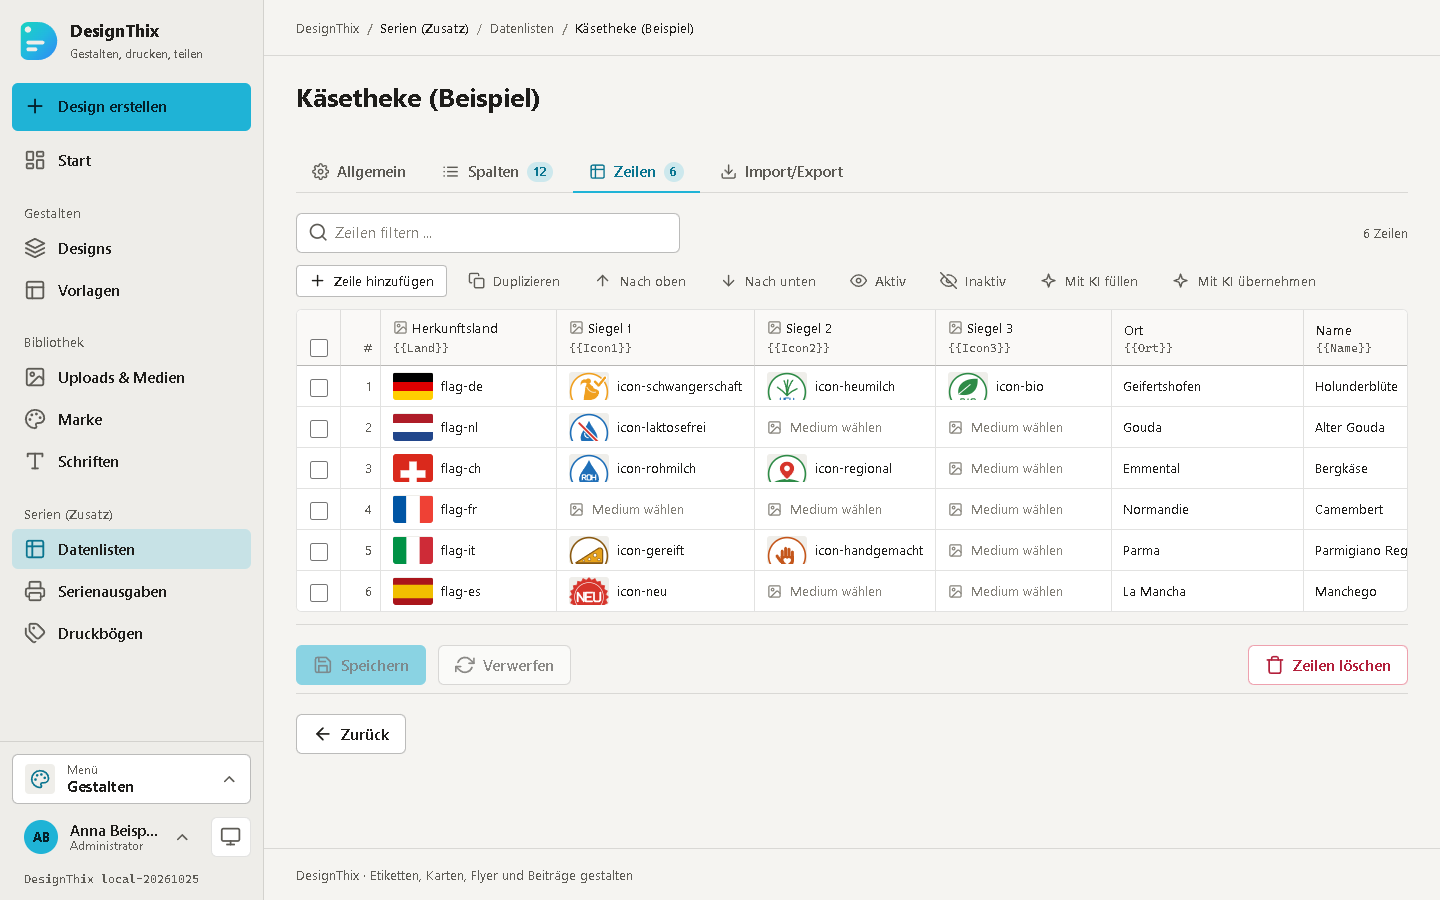 DesignThix
Gestalten, drucken, teilen
Design erstellen
Start
Gestalten
Designs
Vorlagen
Bibliothek
Uploads & Medien
Marke
Schriften
Serien (Zusatz)
Datenlisten
Serienausgaben
Druckbögen
Menü
Gestalten
AB
Anna Beisp...
Administrator
DesignThix local-20261025
DesignThix / Serien (Zusatz) / Datenlisten / Käsetheke (Beispiel)
Käsetheke (Beispiel)
Allgemein Spalten 12 Zeilen 6 Import/Export
Zeilen filtern ...
6 Zeilen
Zeile hinzufügen Duplizieren Nach oben Nach unten Aktiv Inaktiv Mit KI füllen Mit KI übernehmen
# Herkunftsland Siegel 1 Siegel 2 Siegel 3 Ort Name
{{Land}} {{Icon1}} {{Icon2}} {{Icon3}} {{Ort}} {{Name}}
1 flag-de icon-schwangerschaft icon-heumilch icon-bio Geifertshofen Holunderblüte
2 flag-nl icon-laktosefrei Medium wählen Medium wählen Gouda Alter Gouda
3 flag-ch ROH icon-rohmilch icon-regional Medium wählen Emmental Bergkäse
4 flag-fr Medium wählen Medium wählen Medium wählen Normandie Camembert
5 flag-it icon-gereift icon-handgemacht Medium wählen Parma Parmigiano Reg
6 flag-es NEU icon-neu Medium wählen Medium wählen La Mancha Manchego
Speichern Verwerfen Zeilen löschen
Zurück
DesignThix · Etiketten, Karten, Flyer und Beiträge gestalten